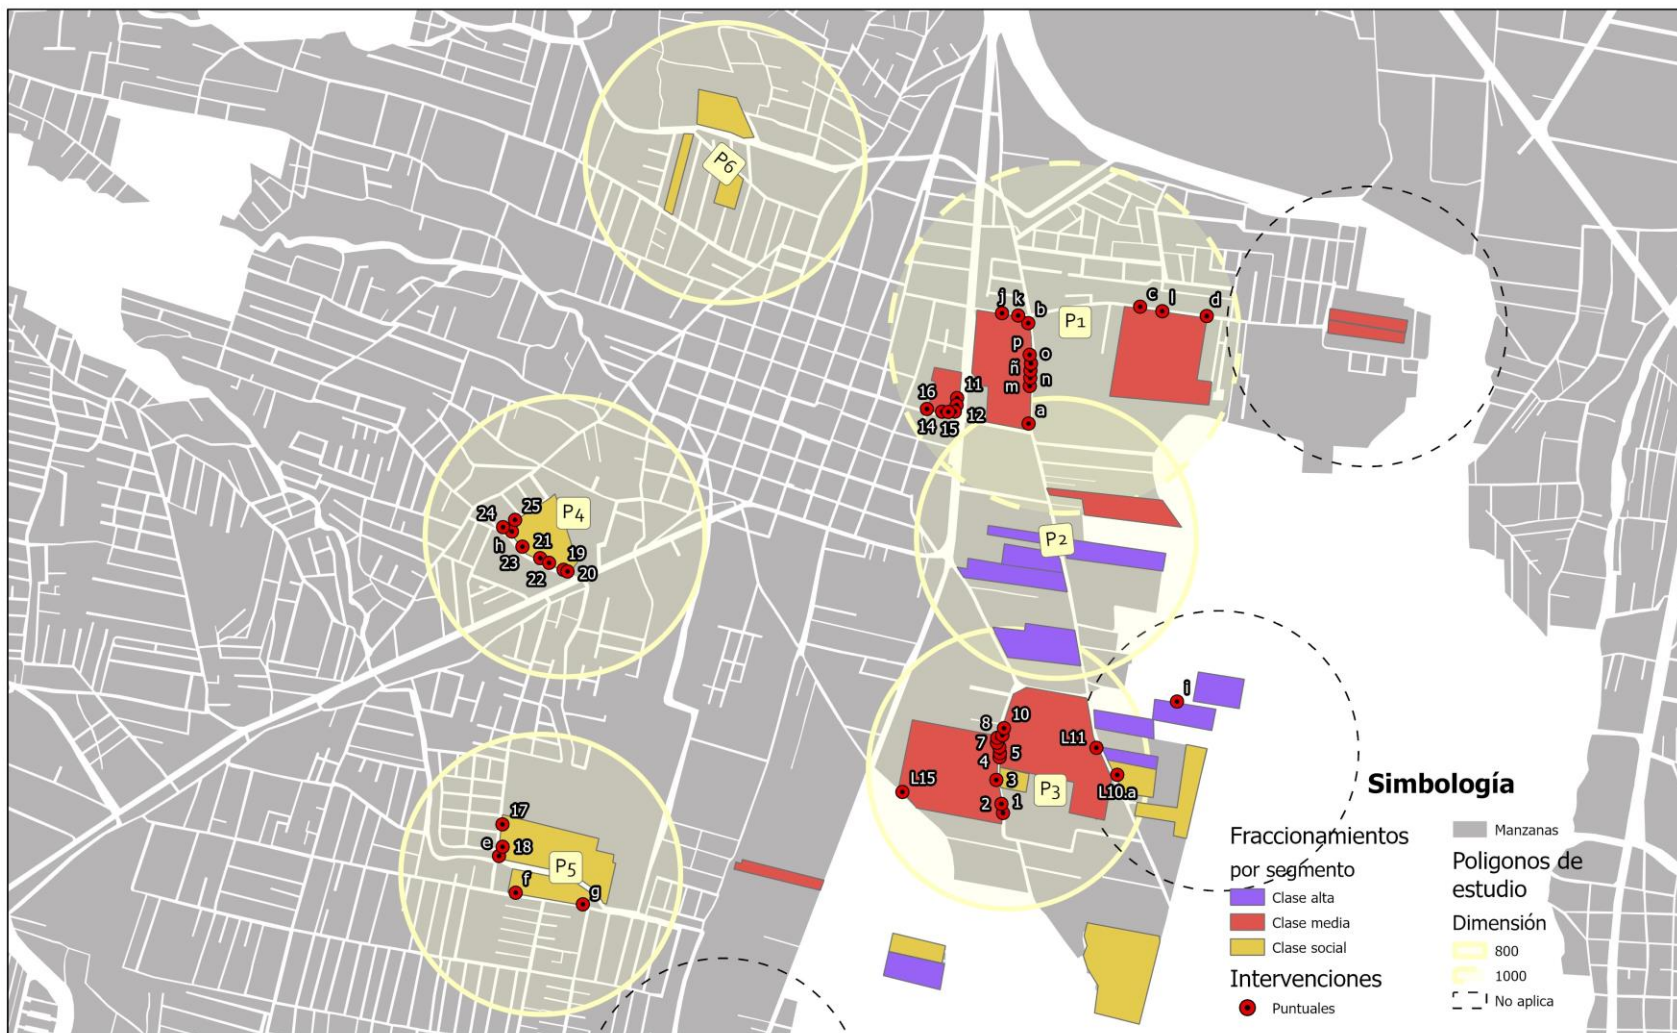 P6
j
k
b
c
l
d
P1
p
o
ñ
n
m
a
16
11
14
15
12
24
25
P4
h
21
19
23
22
20
P2
i
8
10
7
5
4
L11
L15
3
P3
L10.a
2
1
17
e
18
P5
f
g
Simbología
Fraccionamientos
por segmento
Clase alta
Clase media
Clase social
Intervenciones
Puntuales
Manzanas
Poligonos de
estudio
Dimensión
800
1000
No aplica